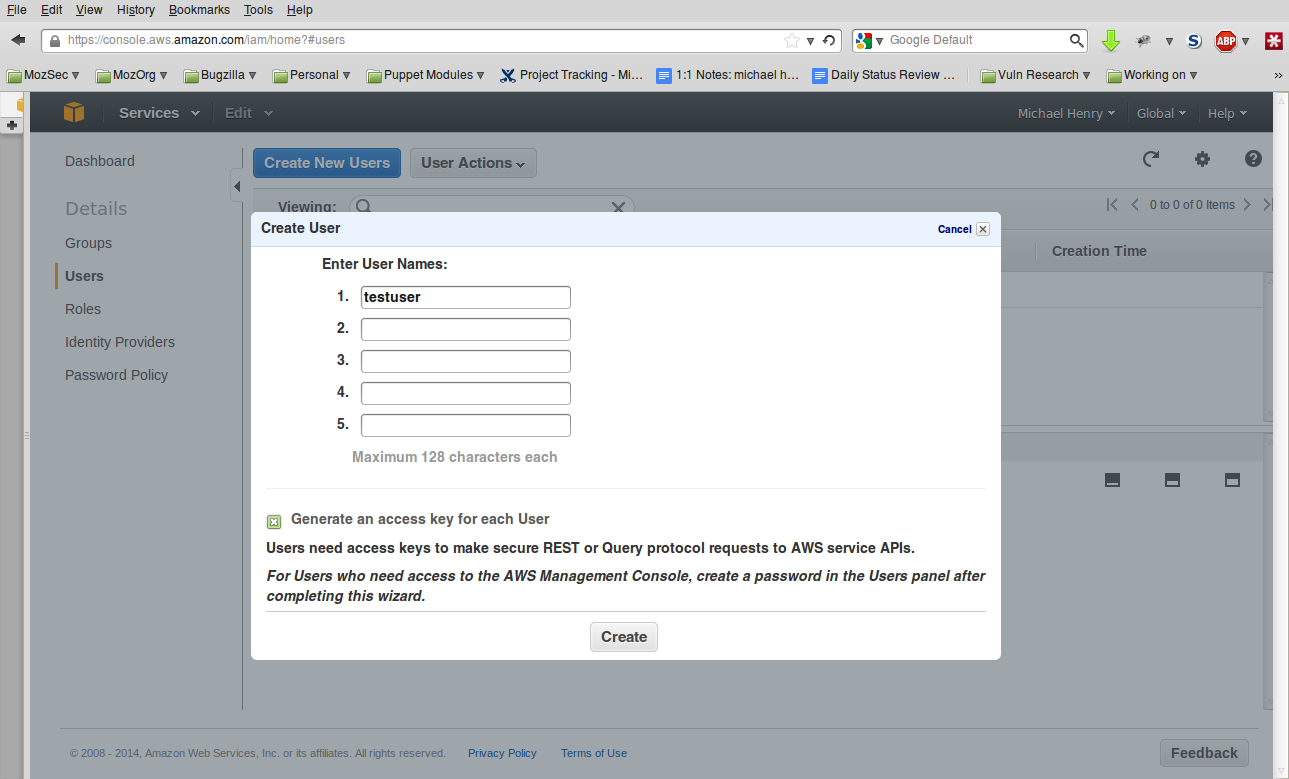 File Edit View History Bookmarks Tools Help
https://console.aws.amazon.com/iam/home?#users
Google Default
S
ABP
MozSec MozOrg Bugzilla Personal Puppet Modules Project Tracking - Mi... 1:1 Notes: michael h... Daily Status Review ... Vuln Research Working on »
Services Edit Michael Henry Global Help
Dashboard
Create New Users User Actions
Details
Viewing:
0 to 0 of 0 Items
Groups
Users
Roles
Identity Providers
Password Policy
Creation Time
Create User
Cancel
Enter User Names:
1. testuser
2.
3.
4.
5.
Maximum 128 characters each
Generate an access key for each User
Users need access keys to make secure REST or Query protocol requests to AWS service APIs.
For Users who need access to the AWS Management Console, create a password in the Users panel after
completing this wizard.
Create
© 2008 - 2014, Amazon Web Services, Inc. or its affiliates. All rights reserved. Privacy Policy Terms of Use
Feedback